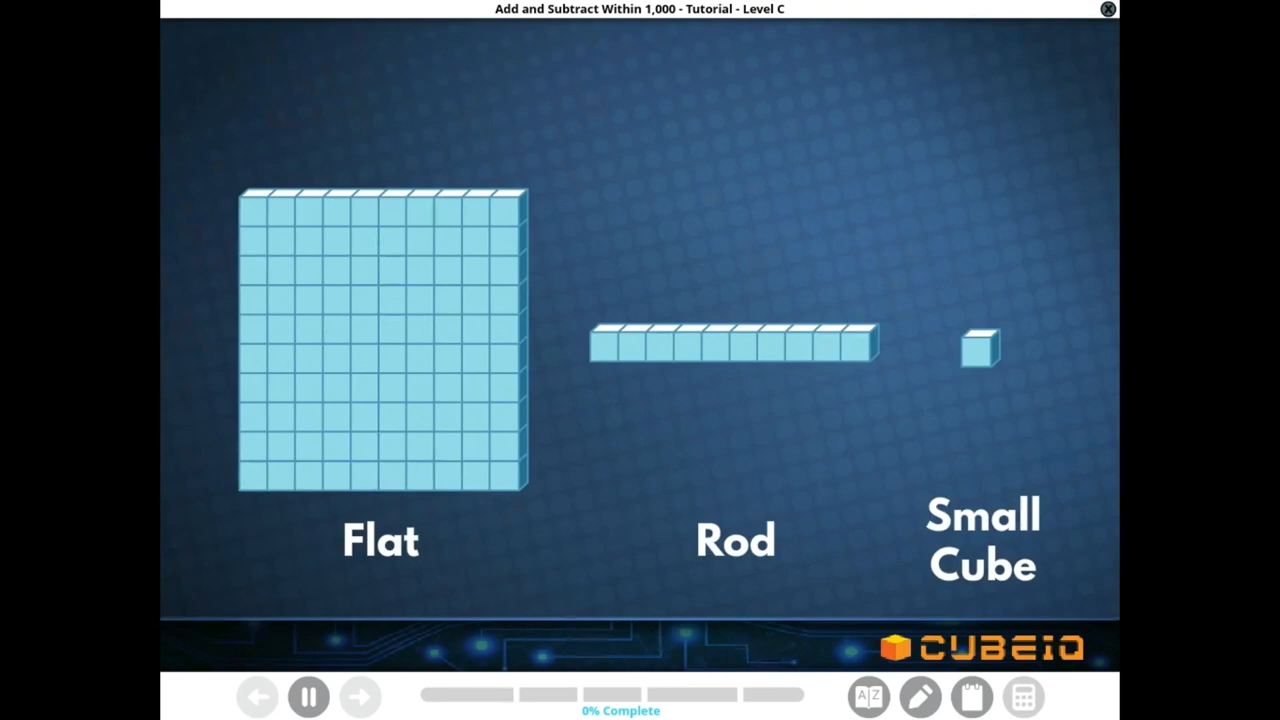 Add and Subtract Within 1,000 - Tutorial - Level C
Flat
Rod
Small
Cube
CUBEIQ
0% Complete
A Z